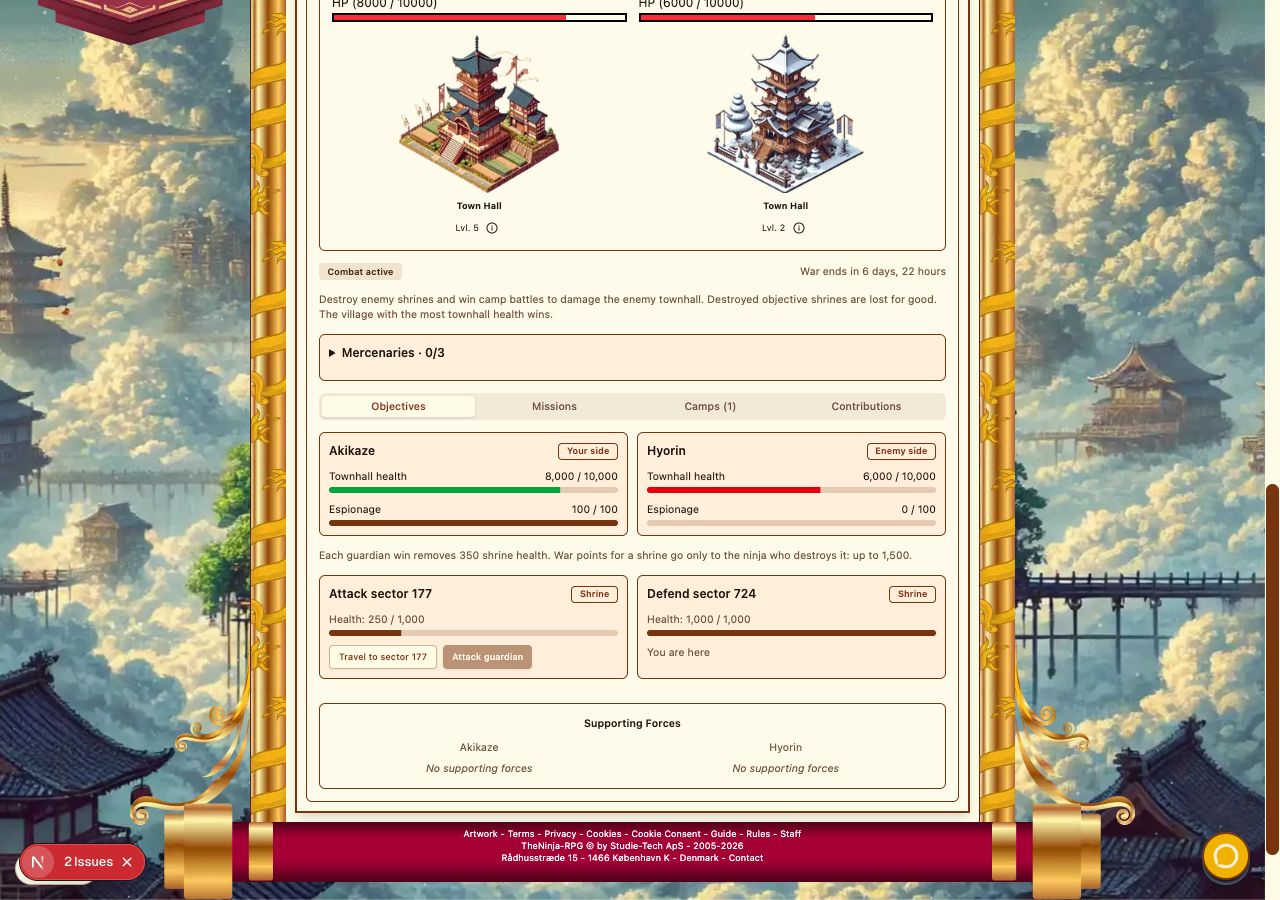 HP (8000 / 10000)
HP (6000 / 10000)
Town Hall
Lvl. 5
Town Hall
Lvl. 2
Combat active
War ends in 6 days, 22 hours
Destroy enemy shrines and win camp battles to damage the enemy townhall. Destroyed objective shrines are lost for good.
The village with the most townhall health wins.
Mercenaries · 0/3
Objectives
Missions
Camps (1)
Contributions
Akikaze
Your side
Townhall health
8,000 / 10,000
Espionage
100 / 100
Hyorin
Enemy side
Townhall health
6,000 / 10,000
Espionage
0 / 100
Each guardian win removes 350 shrine health. War points for a shrine go only to the ninja who destroys it: up to 1,500.
Attack sector 177
Shrine
Health: 250 / 1,000
Travel to sector 177
Attack guardian
Defend sector 724
Shrine
Health: 1,000 / 1,000
You are here
Supporting Forces
Akikaze
Hyorin
No supporting forces
No supporting forces
Artwork - Terms - Privacy - Cookies - Cookie Consent - Guide - Rules - Staff
TheNinja-RPG © by Studie-Tech ApS - 2005-2026
Rådhusstræde 15 - 1466 København K - Denmark - Contact
N
2 Issues